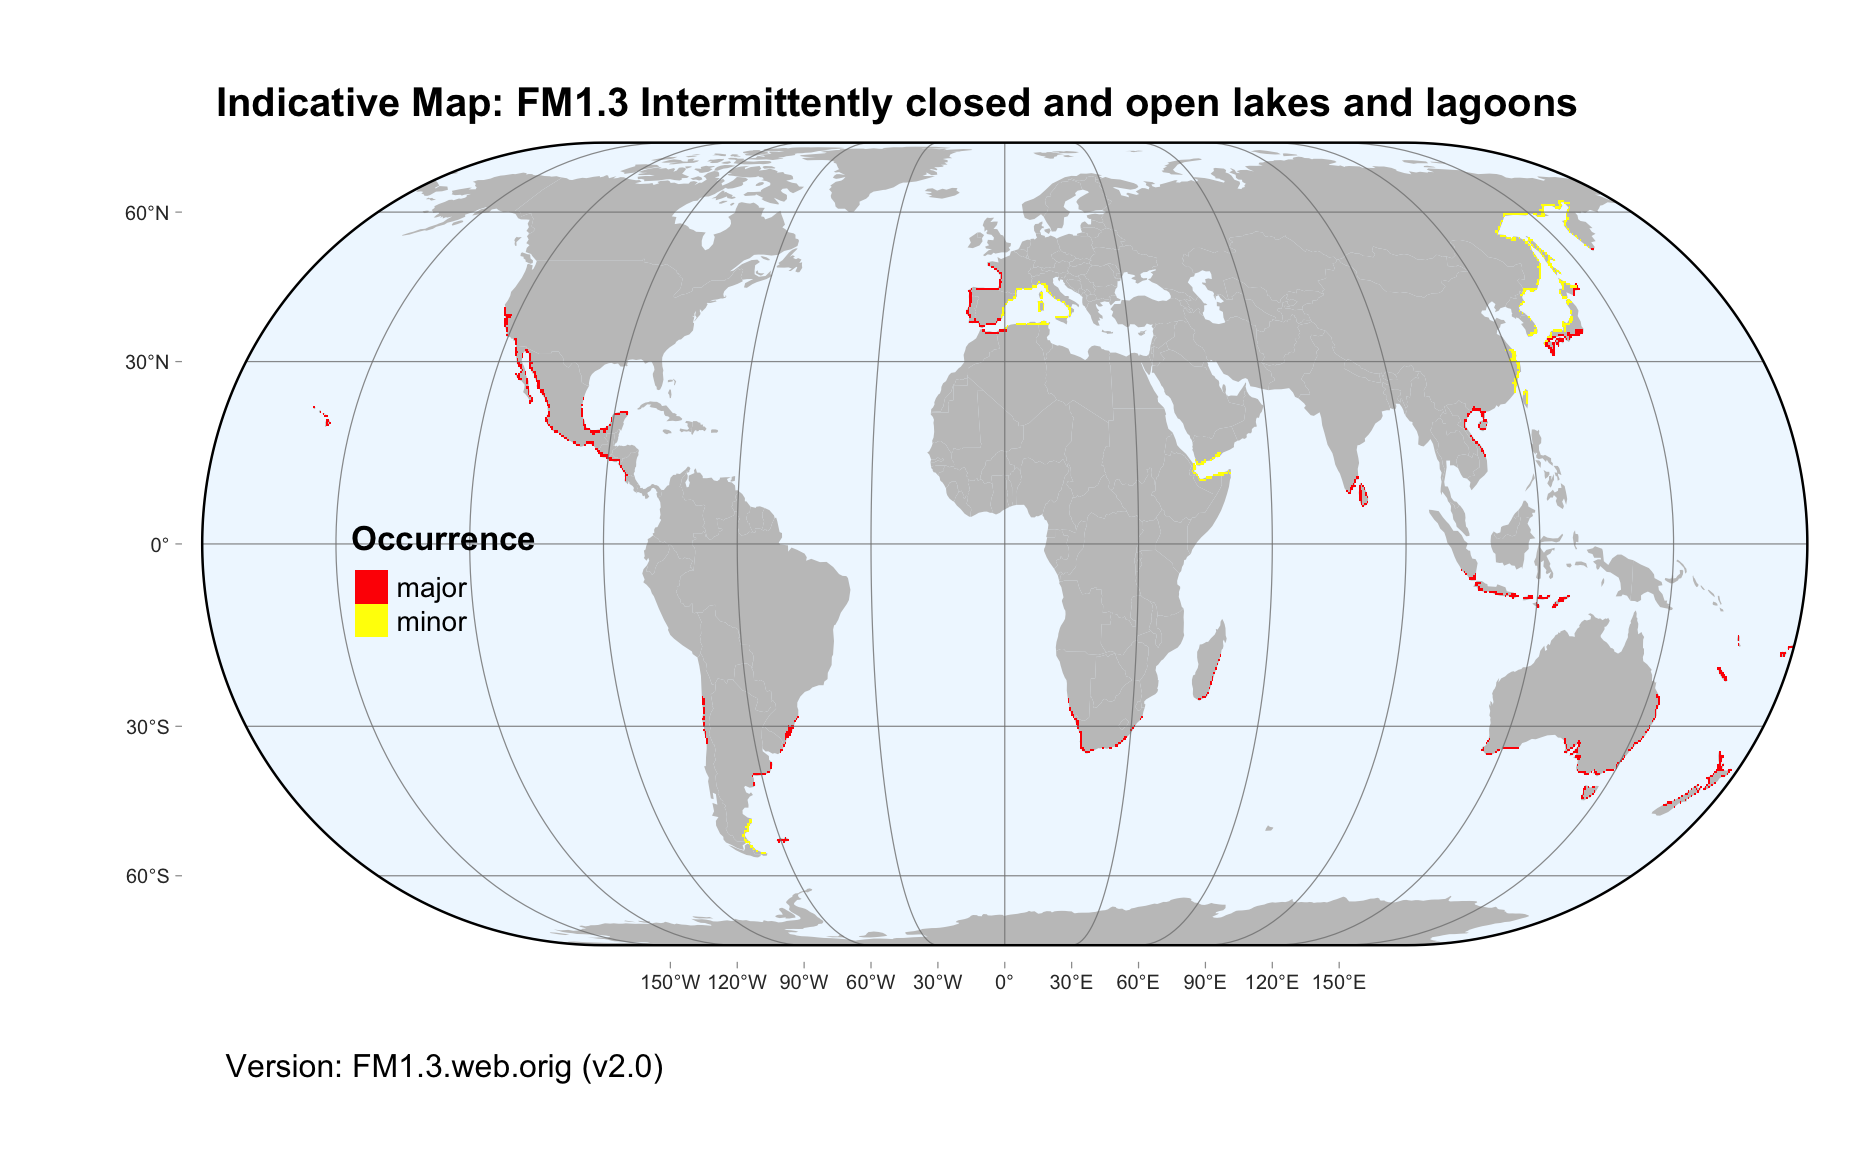 Indicative Map: FM1.3 Intermittently closed and open lakes and lagoons
60°N
30°N
0°
30°S
60°S
Occurrence
major
minor
150°W 120°W 90°W 60°W 30°W 0° 30°E 60°E 90°E 120°E 150°E
Version: FM1.3.web.orig (v2.0)